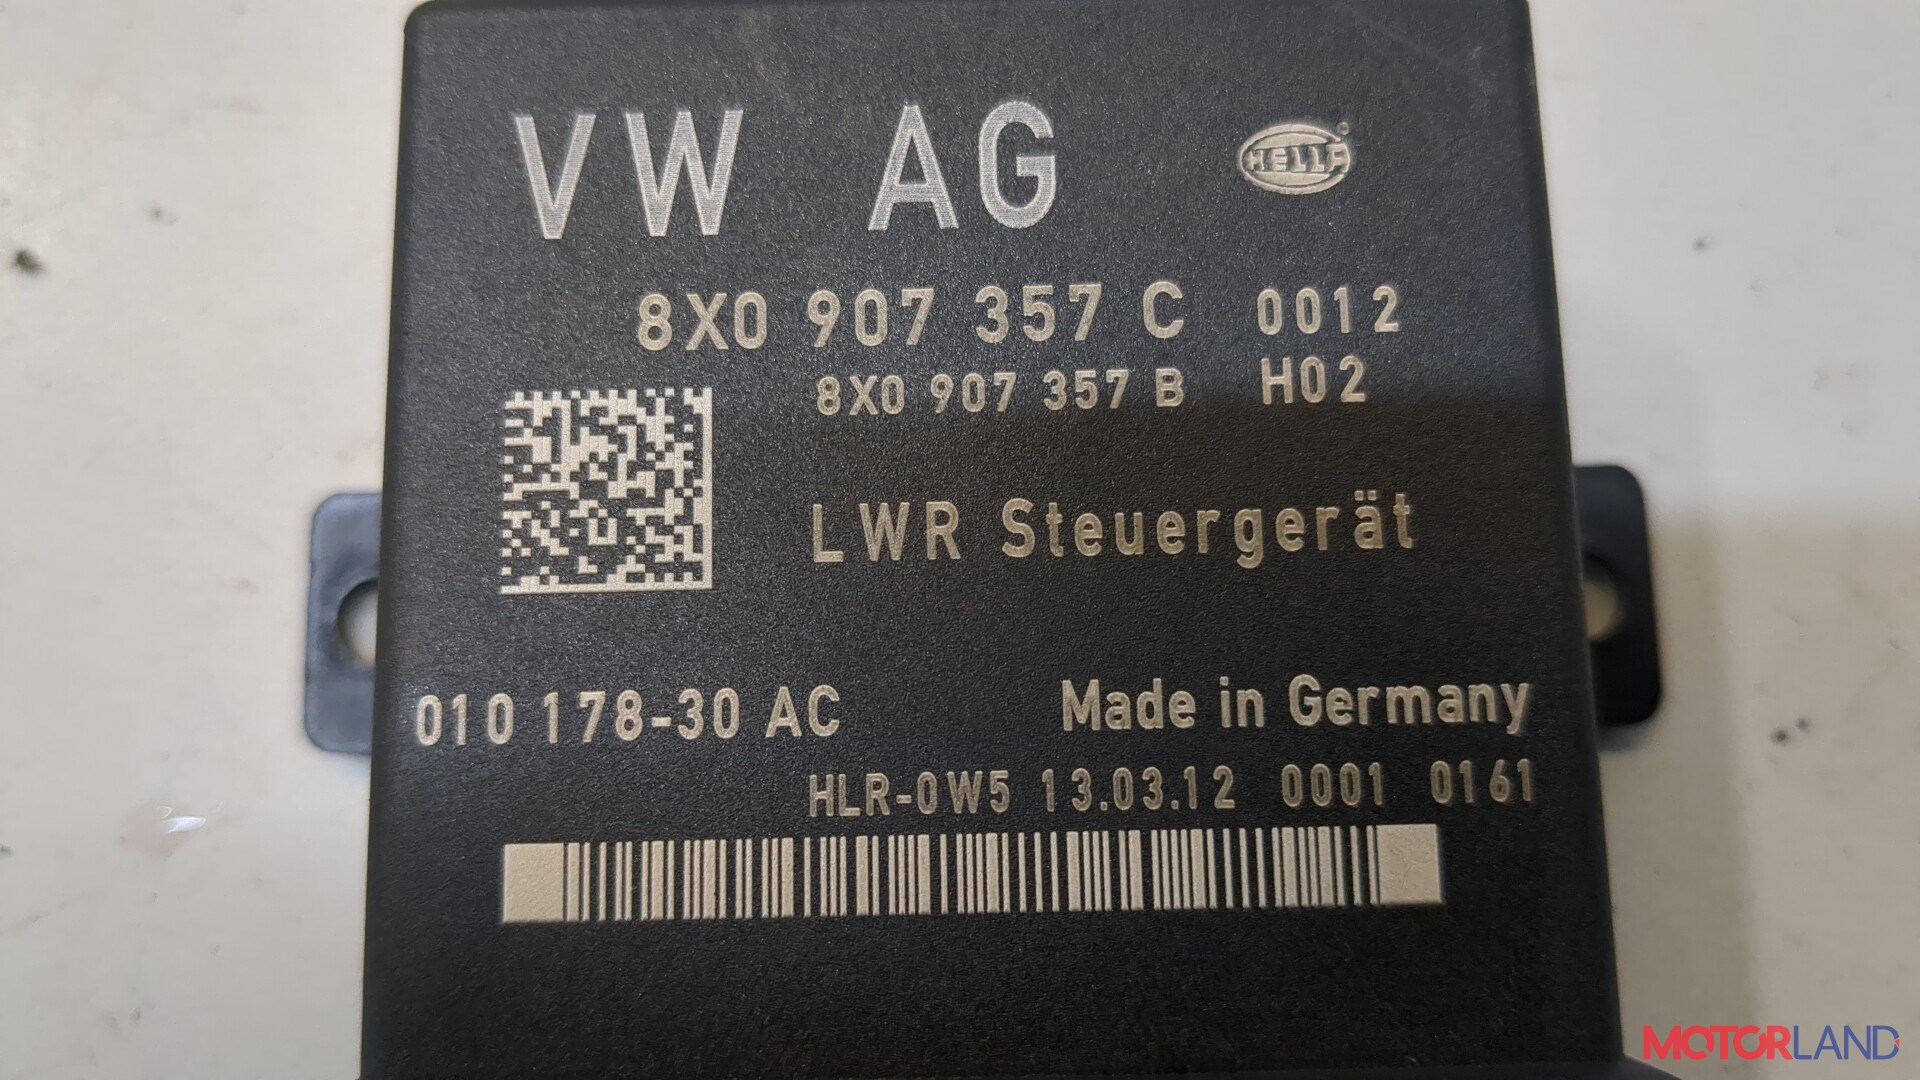 VW AG HELLA
8X0 907 357 C 0012
8X0 907 357 B H02
LWR Steuergerät
010 178-30 AC Made in Germany
HLR-0W5 13.03.12 0001 0161
MOTORLAND